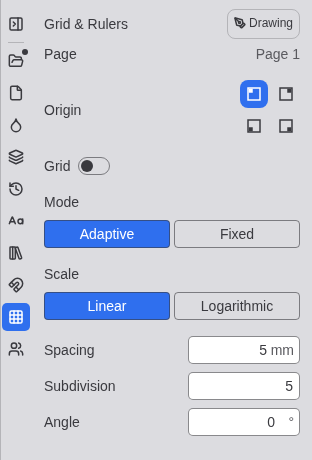 Grid & Rulers
Drawing
Page
Page 1
Origin
Grid
Mode
Adaptive
Fixed
Scale
Linear
Logarithmic
Spacing
5 mm
Subdivision
5
Angle
0 °
Aa